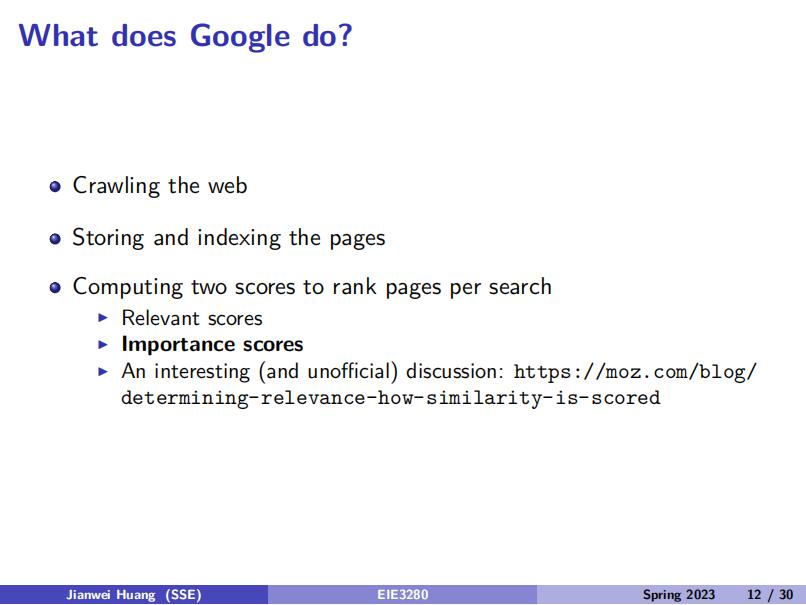 What does Google do?
Crawling the web
Storing and indexing the pages
Computing two scores to rank pages per search
Relevant scores
Importance scores
An interesting (and unofficial) discussion: https://moz.com/blog/
determining-relevance-how-similarity-is-scored
Jianwei Huang (SSE) EIE3280 Spring 2023 12 / 30